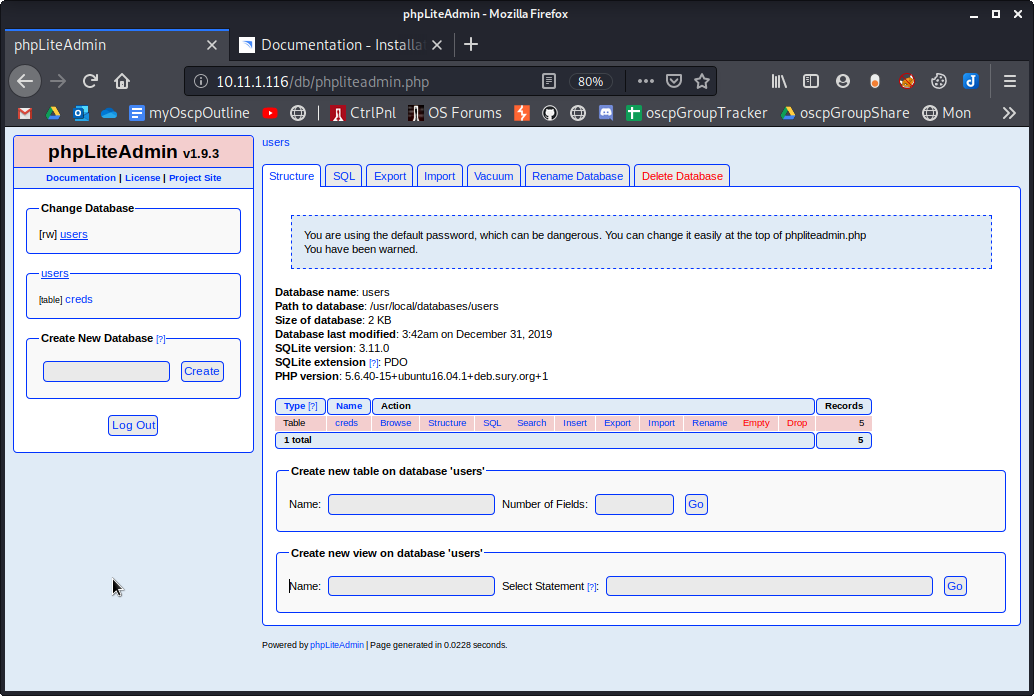 phpLiteAdmin - Mozilla Firefox
phpLiteAdmin
Documentation - Installa
10.11.1.116/db/phpliteadmin.php
80%
myOscpOutline
CtrlPnl
OS Forums
oscpGroupTracker
oscpGroupShare
Mon
phpLiteAdmin v1.9.3
Documentation | License | Project Site
Change Database
[rw] users
users
[table] creds
Create New Database [?]
Create
Log Out
users
Structure SQL Export Import Vacuum Rename Database Delete Database
You are using the default password, which can be dangerous. You can change it easily at the top of phpliteadmin.php
You have been warned.
Database name: users
Path to database: /usr/local/databases/users
Size of database: 2 KB
Database last modified: 3:42am on December 31, 2019
SQLite version: 3.11.0
SQLite extension [?]: PDO
PHP version: 5.6.40-15+ubuntu16.04.1+deb.sury.org+1
Type [?] Name Action Records
Table creds Browse Structure SQL Search Insert Export Import Rename Empty Drop 5
1 total 5
Create new table on database 'users'
Name: Number of Fields: Go
Create new view on database 'users'
Name: Select Statement [?]: Go
Powered by phpLiteAdmin | Page generated in 0.0228 seconds.